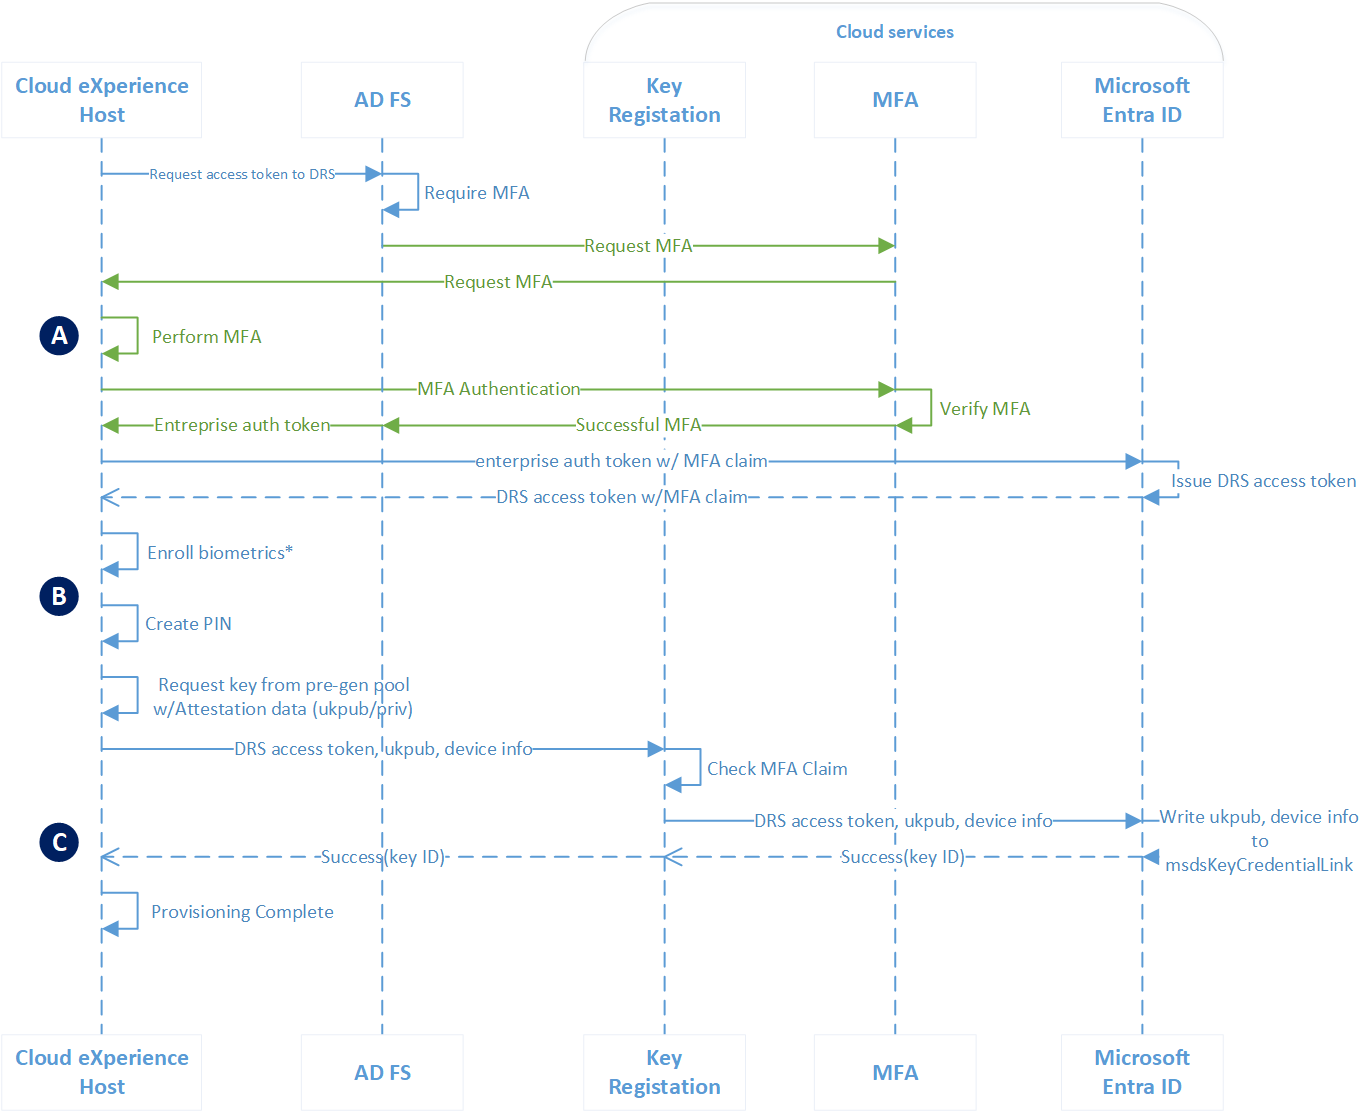 Cloud services
Cloud eXperience
Host
AD FS
Key
Registation
MFA
Microsoft
Entra ID
Request access token to DRS
Require MFA
Request MFA
Request MFA
A
Perform MFA
MFA Authentication
Verify MFA
Entreprise auth token
Successful MFA
enterprise auth token w/ MFA claim
Issue DRS access token
DRS access token w/MFA claim
Enroll biometrics*
B
Create PIN
Request key from pre-gen pool
w/Attestation data (ukpub/priv)
DRS access token, ukpub, device info
Check MFA Claim
DRS access token, ukpub, device info
Write ukpub, device info
to
msdsKeyCredentialLink
C
Success(key ID)
Success(key ID)
Provisioning Complete
Cloud eXperience
Host
AD FS
Key
Registration
MFA
Microsoft
Entra ID